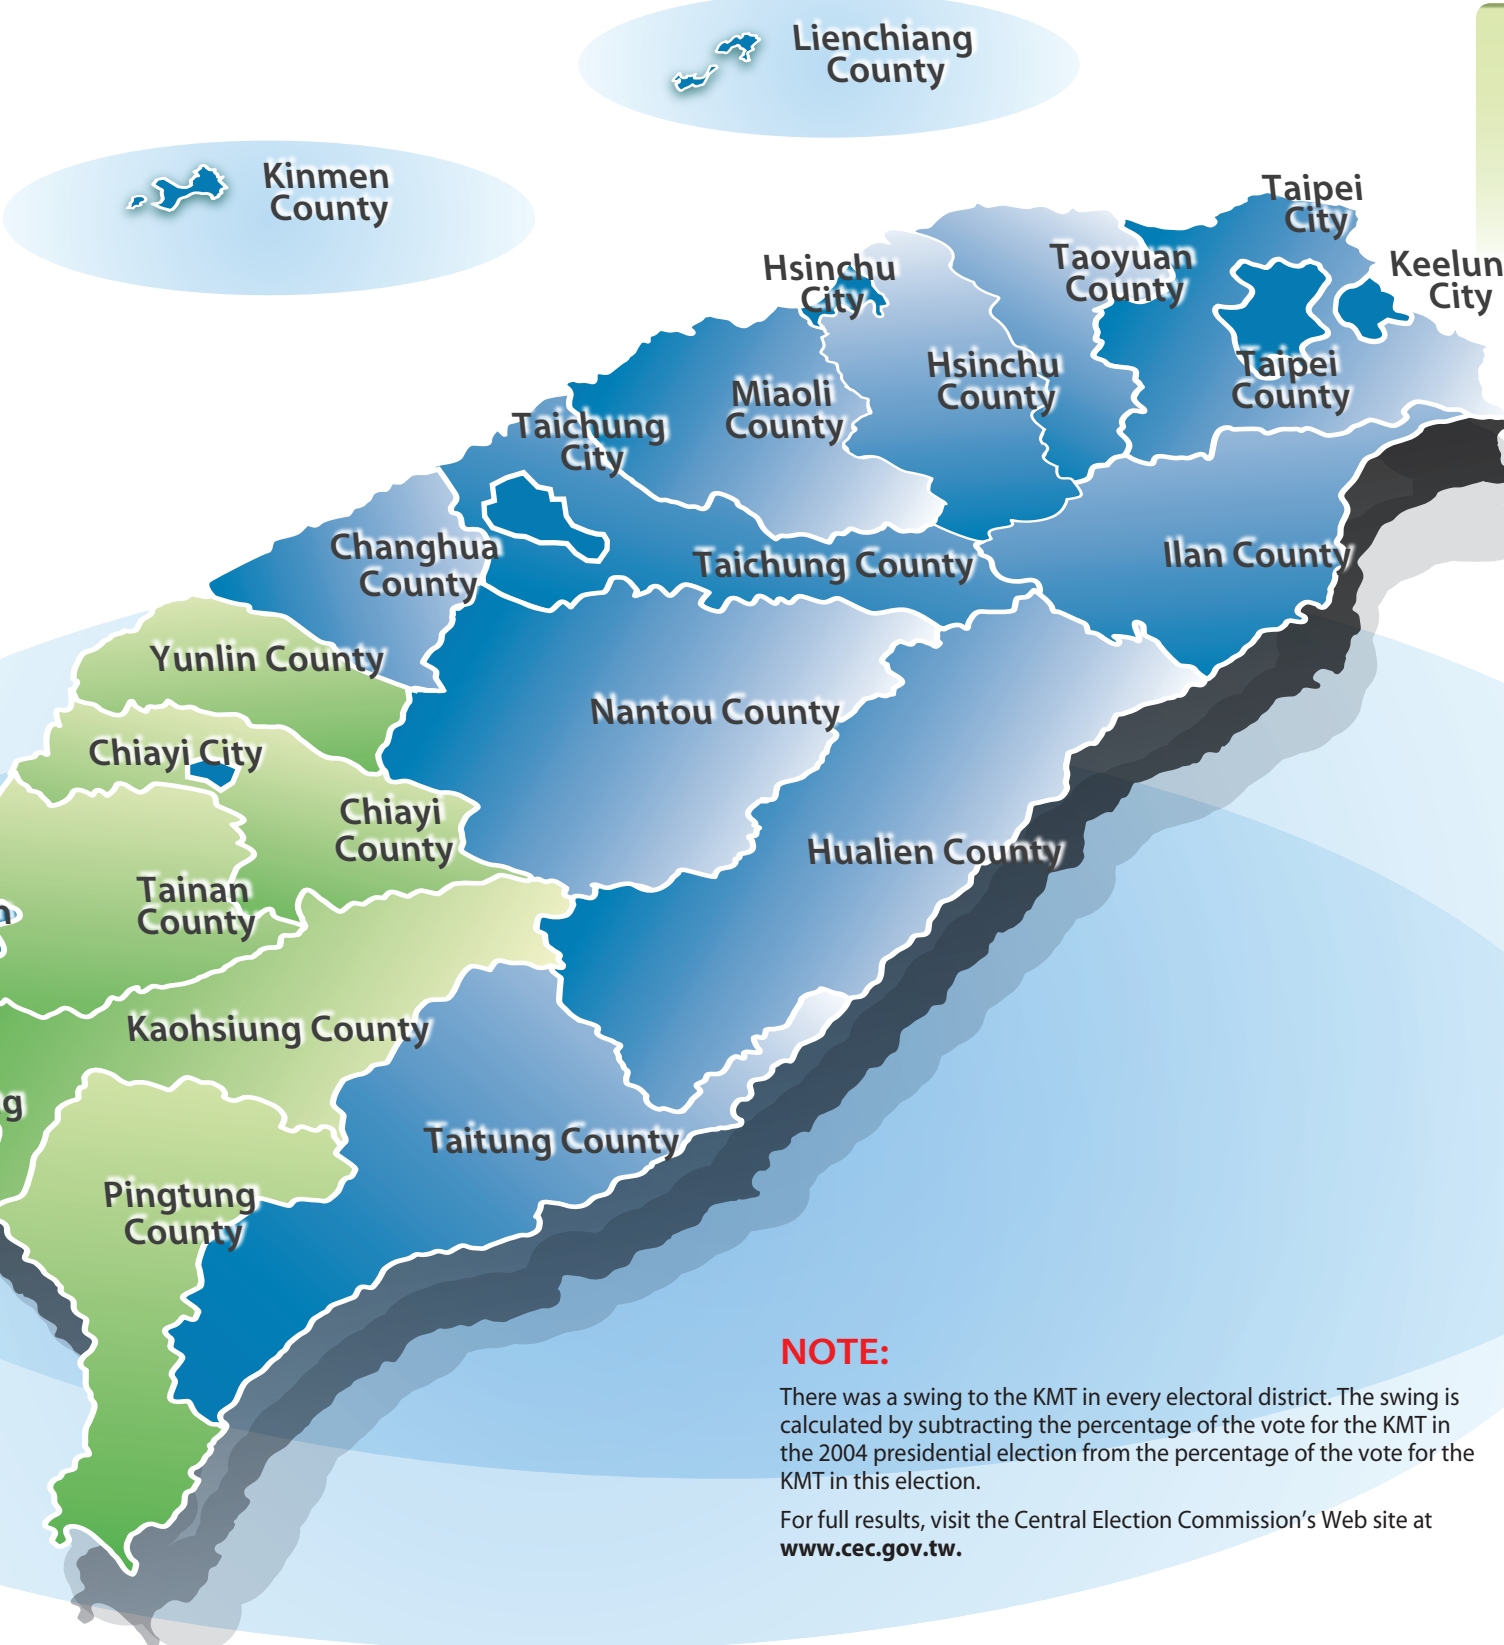 Lienchiang
County
Kinmen
County
Taipei
City
Keelun
City
Hsinchu
City
Taoyuan
County
Hsinchu
County
Taipei
County
Miaoli
County
Taichung
City
Changhua
County
Taichung County
Ilan County
Yunlin County
Nantou County
Chiayi City
Chiayi
County
Hualien County
Tainan
County
n
Kaohsiung County
g
Taitung County
Pingtung
County
NOTE:
There was a swing to the KMT in every electoral district. The swing is
calculated by subtracting the percentage of the vote for the KMT in
the 2004 presidential election from the percentage of the vote for the
KMT in this election.
For full results, visit the Central Election Commission’s Web site at
www.cec.gov.tw.